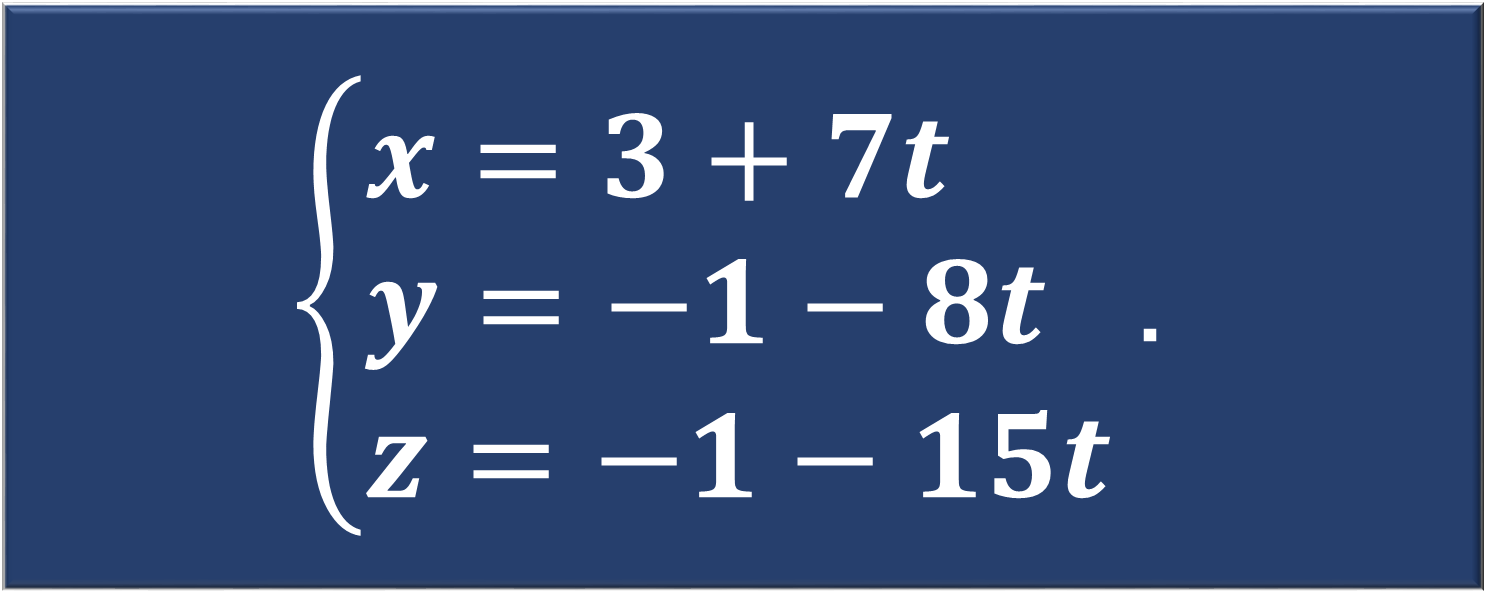 x = 3 + 7t
y = −1 − 8t .
z = −1 − 15t